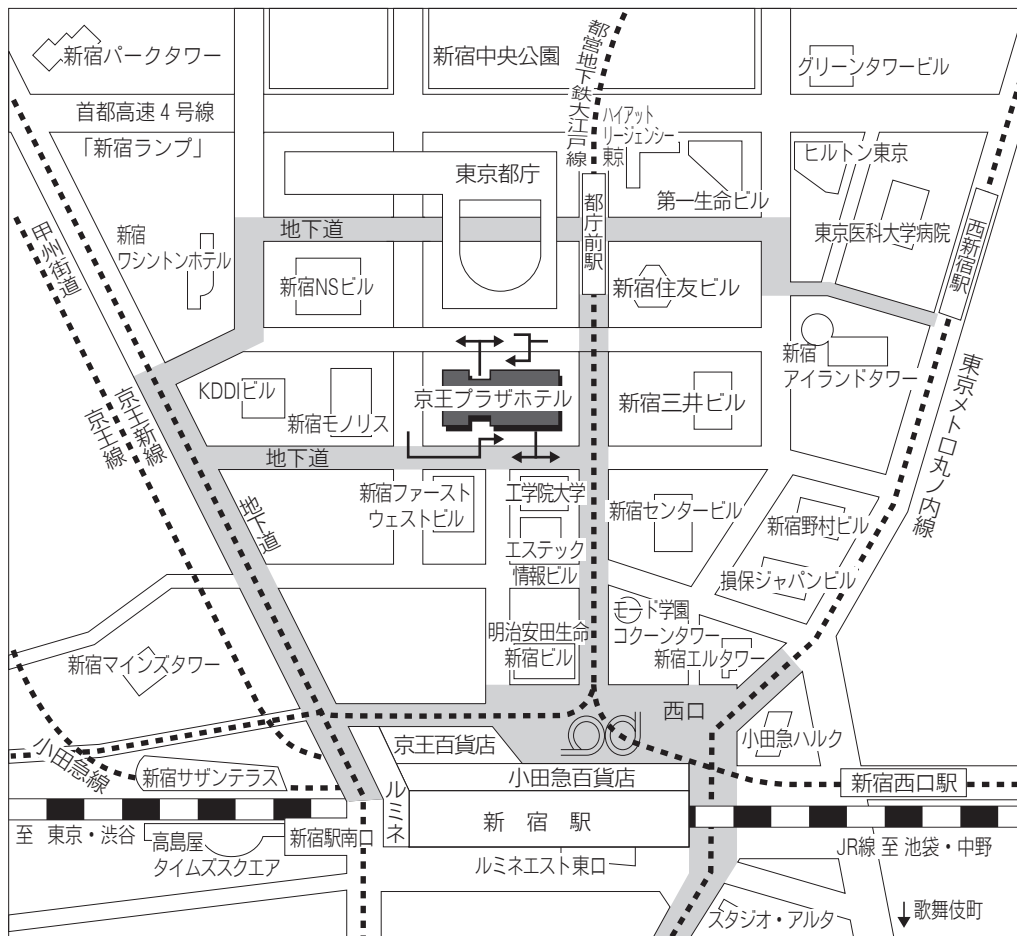 新宿パークタワー
新宿中央公園
都営地下鉄大江戸線
グリーンタワービル
首都高速4号線
「新宿ランプ」
ハイアット
リージェンシー
東京
ヒルトン東京
東京都庁
第一生命ビル
都庁前駅
東京医科大学病院
西新宿駅
地下道
甲州街道
新宿
ワシントンホテル
新宿NSビル
新宿住友ビル
新宿
アイランドタワー
東京メトロ丸ノ内線
KDDIビル
新宿モノリス
京王プラザホテル
新宿三井ビル
京王新線
京王線
地下道
地下道
新宿ファースト
ウェストビル
工学院大学
新宿センタービル
新宿野村ビル
エステック
情報ビル
損保ジャパンビル
モード学園
コクーンタワー
明治安田生命
新宿ビル
新宿エルタワー
新宿マインズタワー
西口
小田急ハルク
京王百貨店
小田急線
新宿サザンテラス
小田急百貨店
新宿西口駅
ルミネ
新宿駅
至 東京・渋谷
高島屋
タイムズスクエア
新宿駅南口
ルミネエスト東口
JR線 至 池袋・中野
スタジオ・アルタ
歌舞伎町